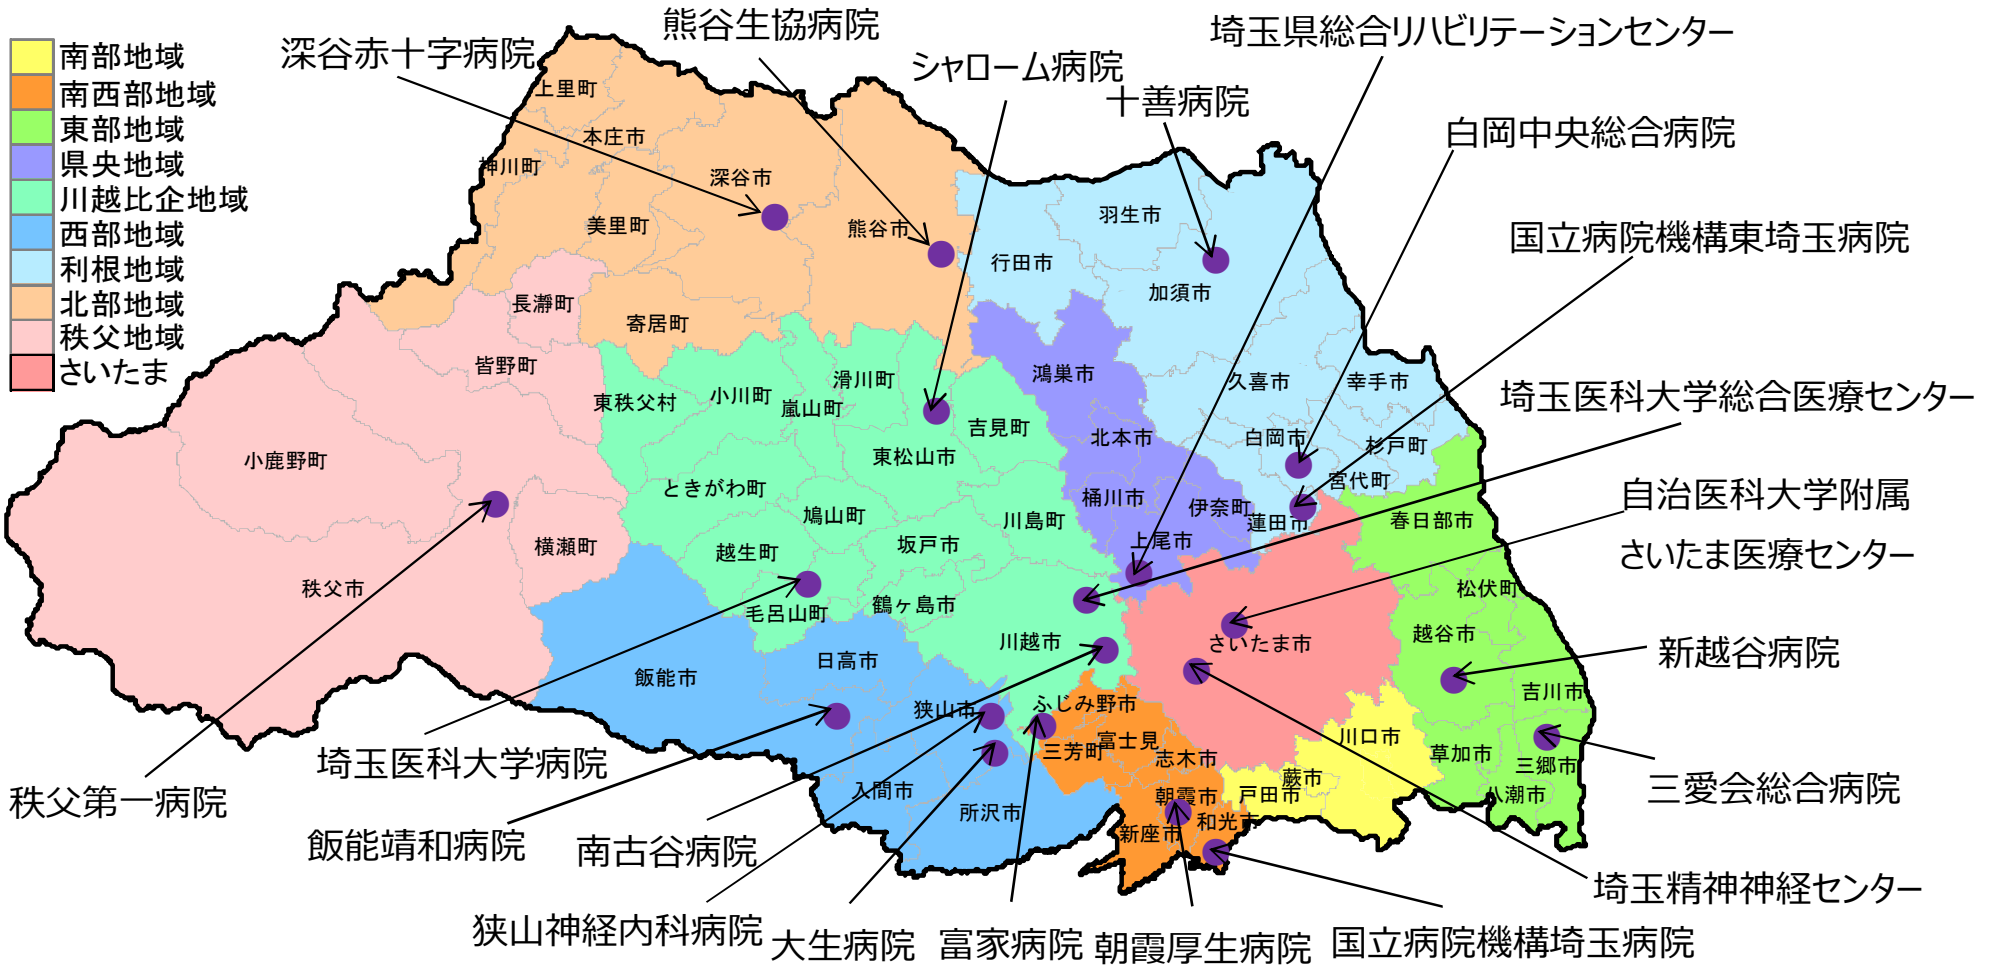 南部地域
南西部地域
東部地域
県央地域
川越比企地域
西部地域
利根地域
北部地域
秩父地域
さいたま
深谷赤十字病院
熊谷生協病院
シャローム病院
十善病院
埼玉県総合リハビリテーションセンター
白岡中央総合病院
国立病院機構東埼玉病院
埼玉医科大学総合医療センター
自治医科大学附属
さいたま医療センター
新越谷病院
三愛会総合病院
埼玉精神神経センター
国立病院機構埼玉病院
朝霞厚生病院
富家病院
大生病院
狭山神経内科病院
南古谷病院
飯能靖和病院
埼玉医科大学病院
秩父第一病院
上里町
本庄市
神川町
深谷市
美里町
熊谷市
寄居町
長瀞町
皆野町
小鹿野町
秩父市
横瀬町
東秩父村
小川町
嵐山町
滑川町
吉見町
東松山市
ときがわ町
鳩山町
川島町
越生町
坂戸市
毛呂山町
鶴ヶ島市
川越市
羽生市
行田市
加須市
久喜市
幸手市
白岡市
杉戸町
宮代町
蓮田市
鴻巣市
北本市
桶川市
伊奈町
上尾市
春日部市
松伏町
越谷市
吉川市
草加市
三郷市
八潮市
さいたま市
川口市
蕨市
戸田市
飯能市
日高市
狭山市
入間市
所沢市
ふじみ野市
三芳町
富士見
志木市
朝霞市
新座市
和光市